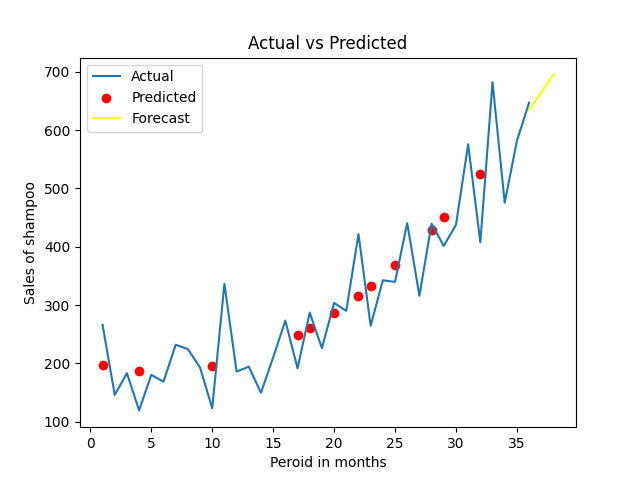 Actual vs Predicted
Actual
Predicted
Forecast
700
600
500
400
300
200
100
Sales of shampoo
0 5 10 15 20 25 30 35
Peroid in months